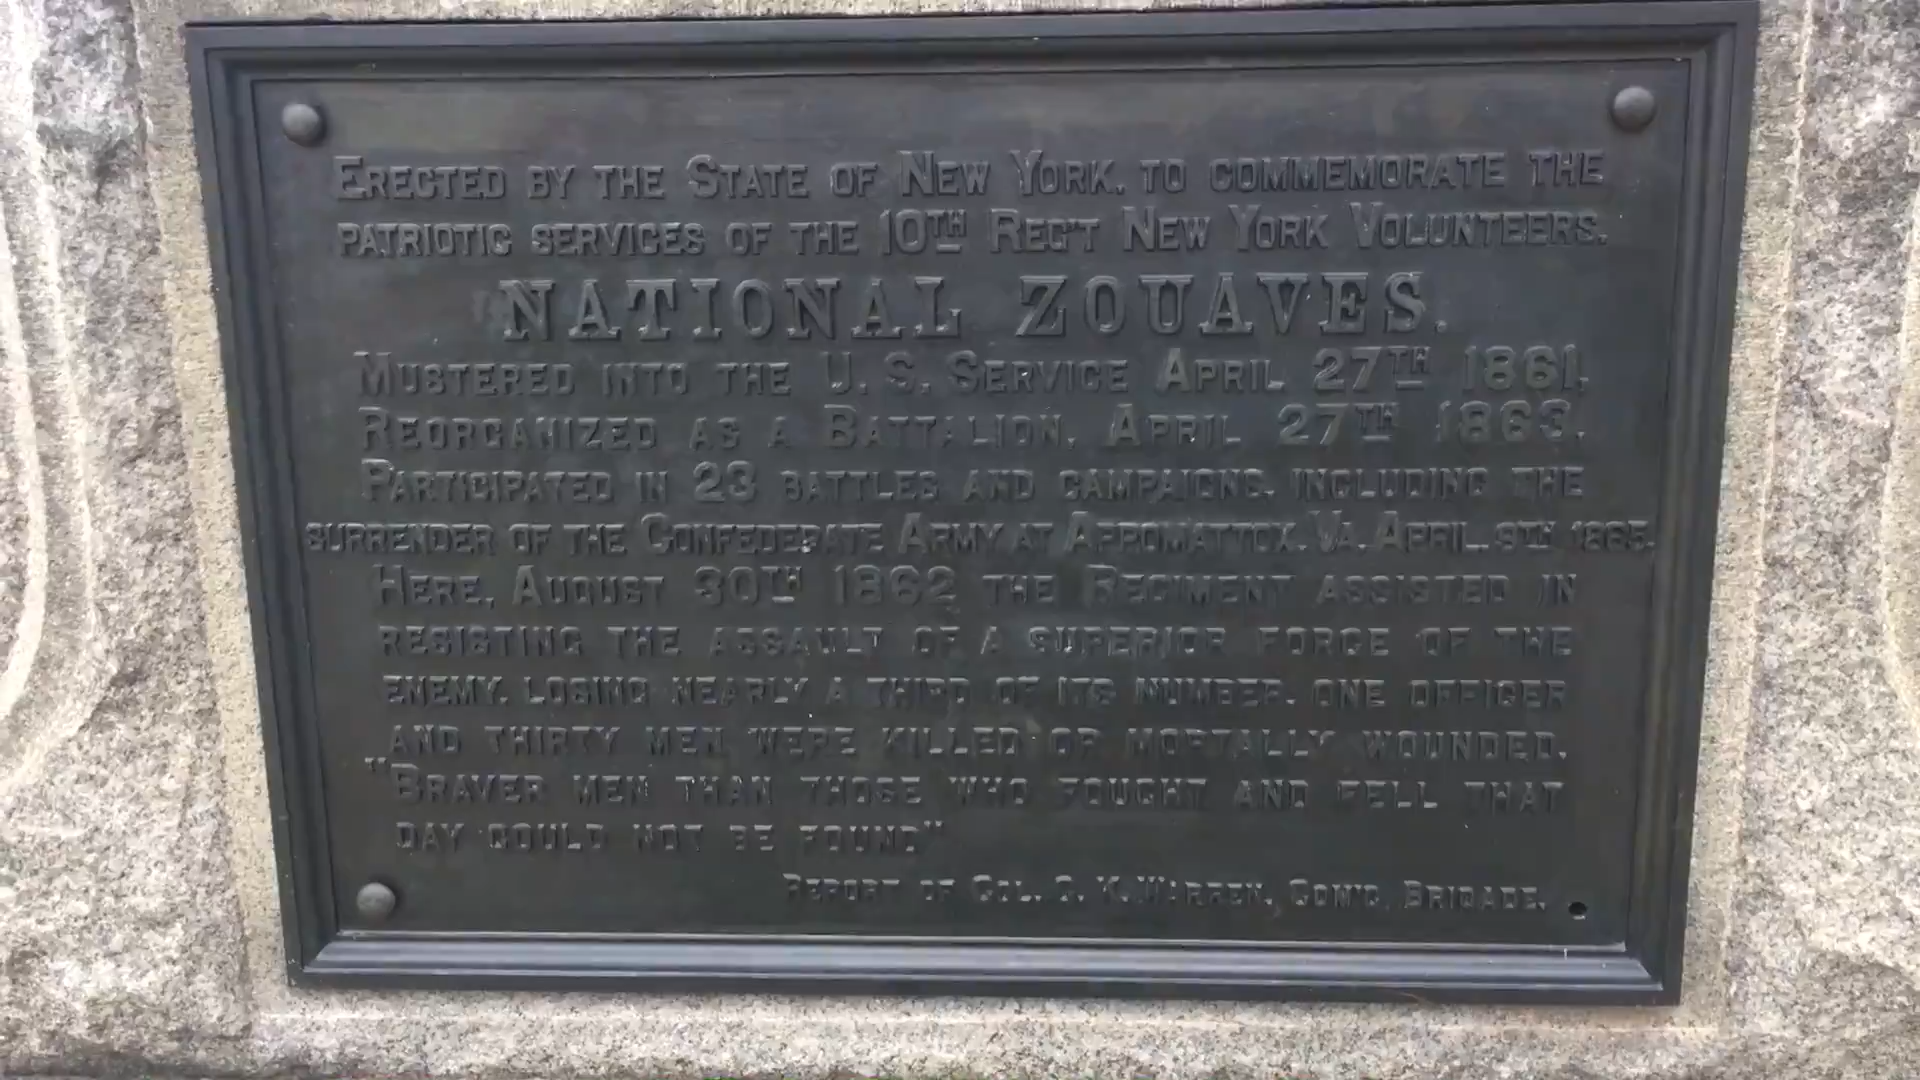 ERECTED BY THE STATE OF NEW YORK, TO COMMEMORATE THE
PATRIOTIC SERVICES OF THE 10TH REG'T NEW YORK VOLUNTEERS.
NATIONAL ZOUAVES.
MUSTERED INTO THE U. S. SERVICE APRIL 27TH 1861,
REORGANIZED AS A BATTALION, APRIL 27TH 1863.
PARTICIPATED IN 23 BATTLES AND CAMPAIGNS, INCLUDING THE
SURRENDER OF THE CONFEDERATE ARMY AT APPOMATTOX, VA. APRIL 9TH 1865.
HERE, AUGUST 30TH 1862 THE REGIMENT ASSISTED IN
RESISTING THE ASSAULT OF A SUPERIOR FORCE OF THE
ENEMY, LOSING NEARLY A THIRD OF ITS NUMBER. ONE OFFICER
AND THIRTY MEN WERE KILLED OR MORTALLY WOUNDED.
"BRAVER MEN THAN THOSE WHO FOUGHT AND FELL THAT
DAY COULD NOT BE FOUND"
REPORT OF COL. G. K. WARREN, COM'D'G, BRIGADE.